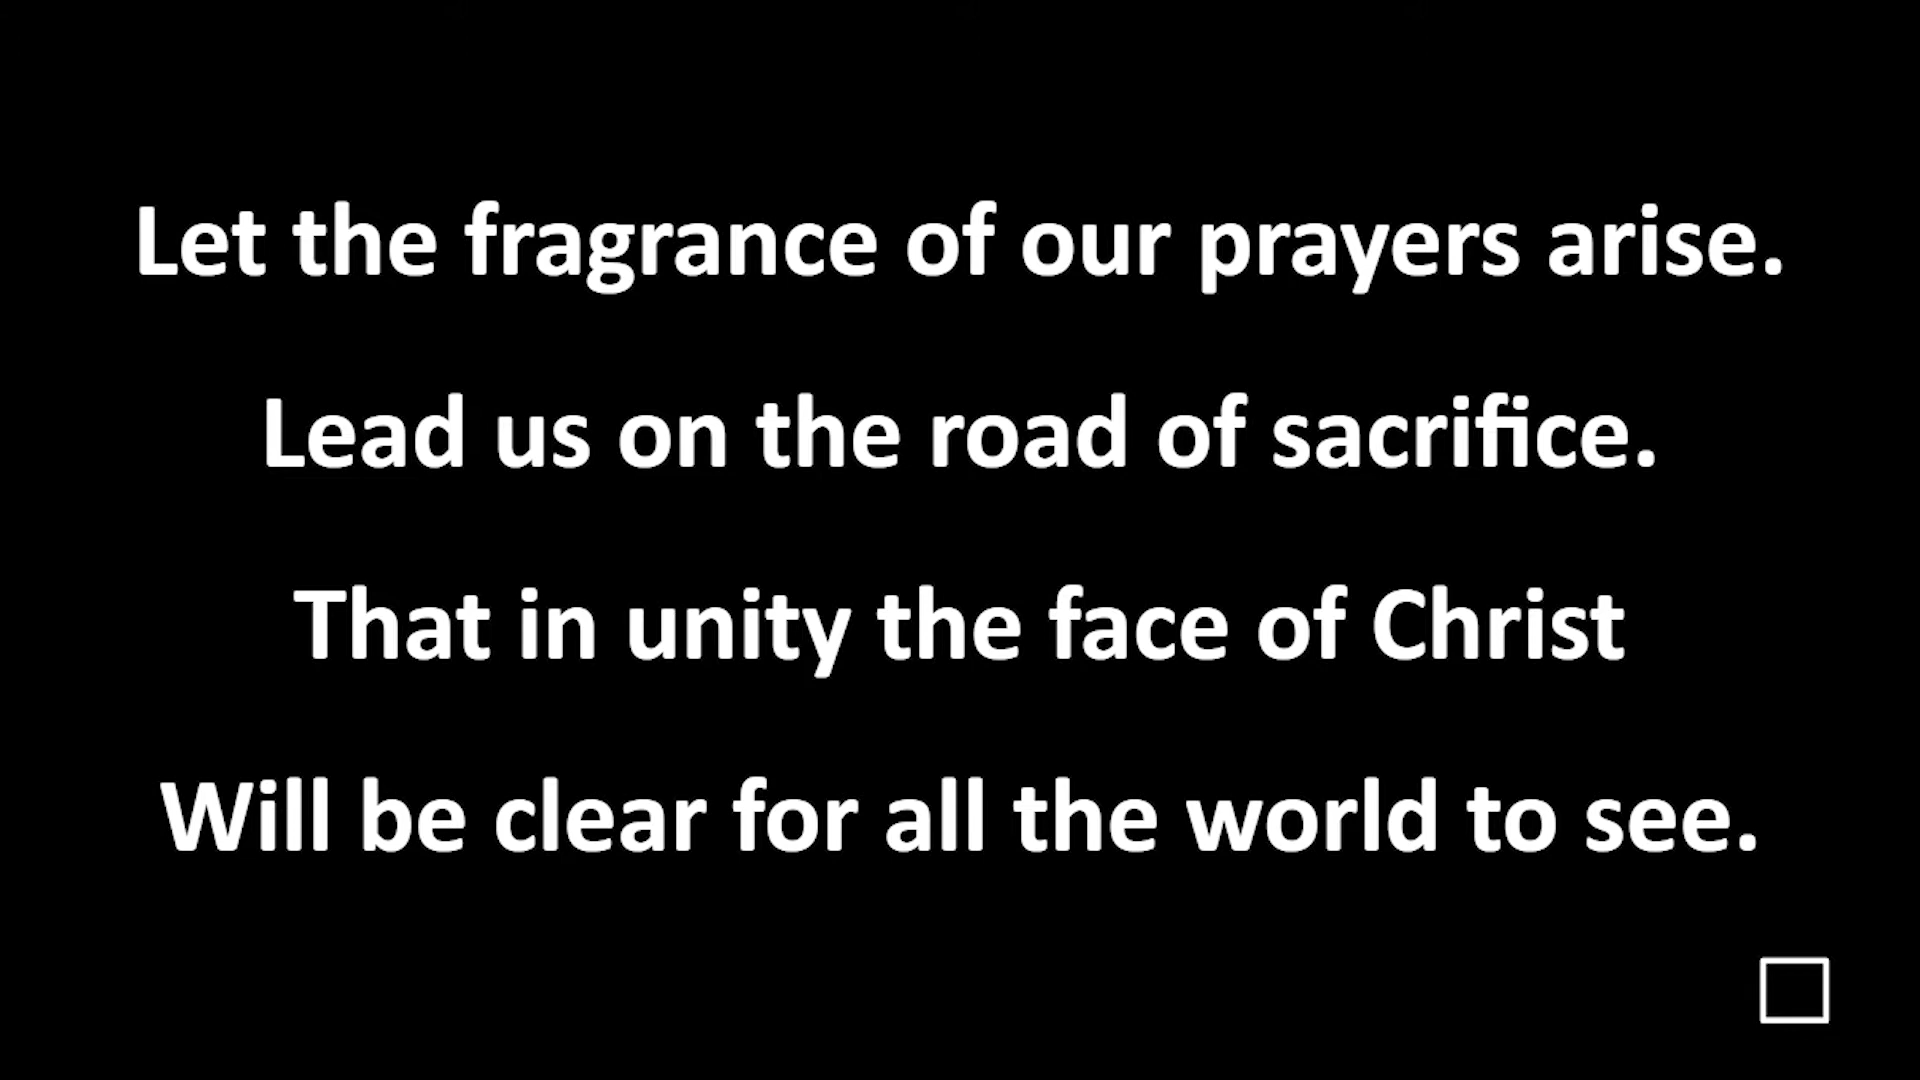 Let the fragrance of our prayers arise.
Lead us on the road of sacrifice.
That in unity the face of Christ
Will be clear for all the world to see.